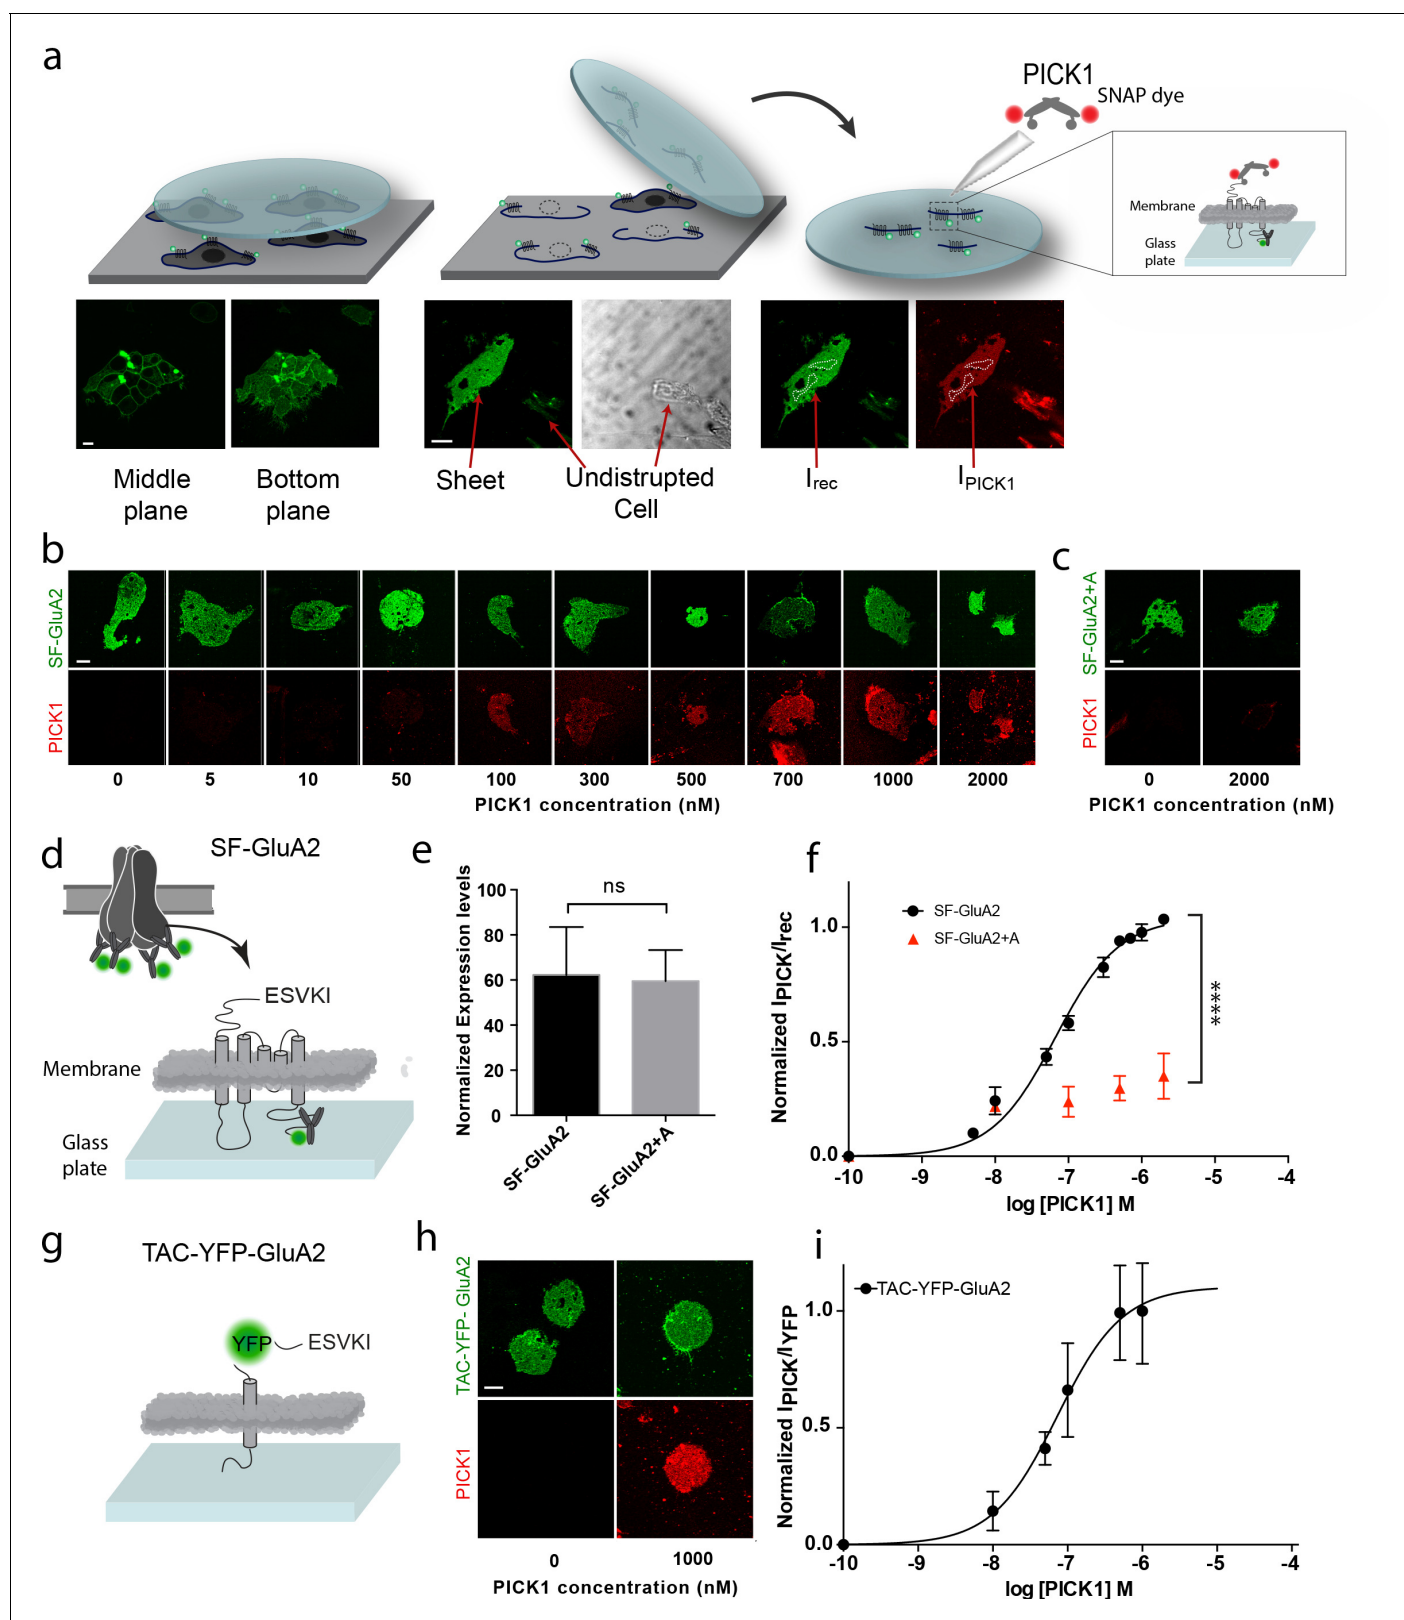 a
PICK1
SNAP dye
Membrane
Glass
plate
Middle
plane
Bottom
plane
Sheet
Undistrupted
Cell
Irec
IPICK1
b
c
SF-GluA2
PICK1
0 5 10 50 100 300 500 700 1000 2000
PICK1 concentration (nM)
SF-GluA2+A
PICK1
0 2000
PICK1 concentration (nM)
d
SF-GluA2
ESVKI
Membrane
Glass
plate
e
Normalized Expression levels
100
80
60
40
20
0
ns
SF-GluA2
SF-GluA2+A
f
Normalized IPICK/Irec
1.0
0.5
0.0
SF-GluA2
SF-GluA2+A
****
-10 -9 -8 -7 -6 -5 -4
log [PICK1] M
g
TAC-YFP-GluA2
YFP
ESVKI
h
TAC-YFP- GluA2
PICK1
0 1000
PICK1 concentration (nM)
i
Normalized IPICK/IYFP
1.0
0.5
0.0
TAC-YFP-GluA2
-10 -9 -8 -7 -6 -5 -4
log [PICK1] M